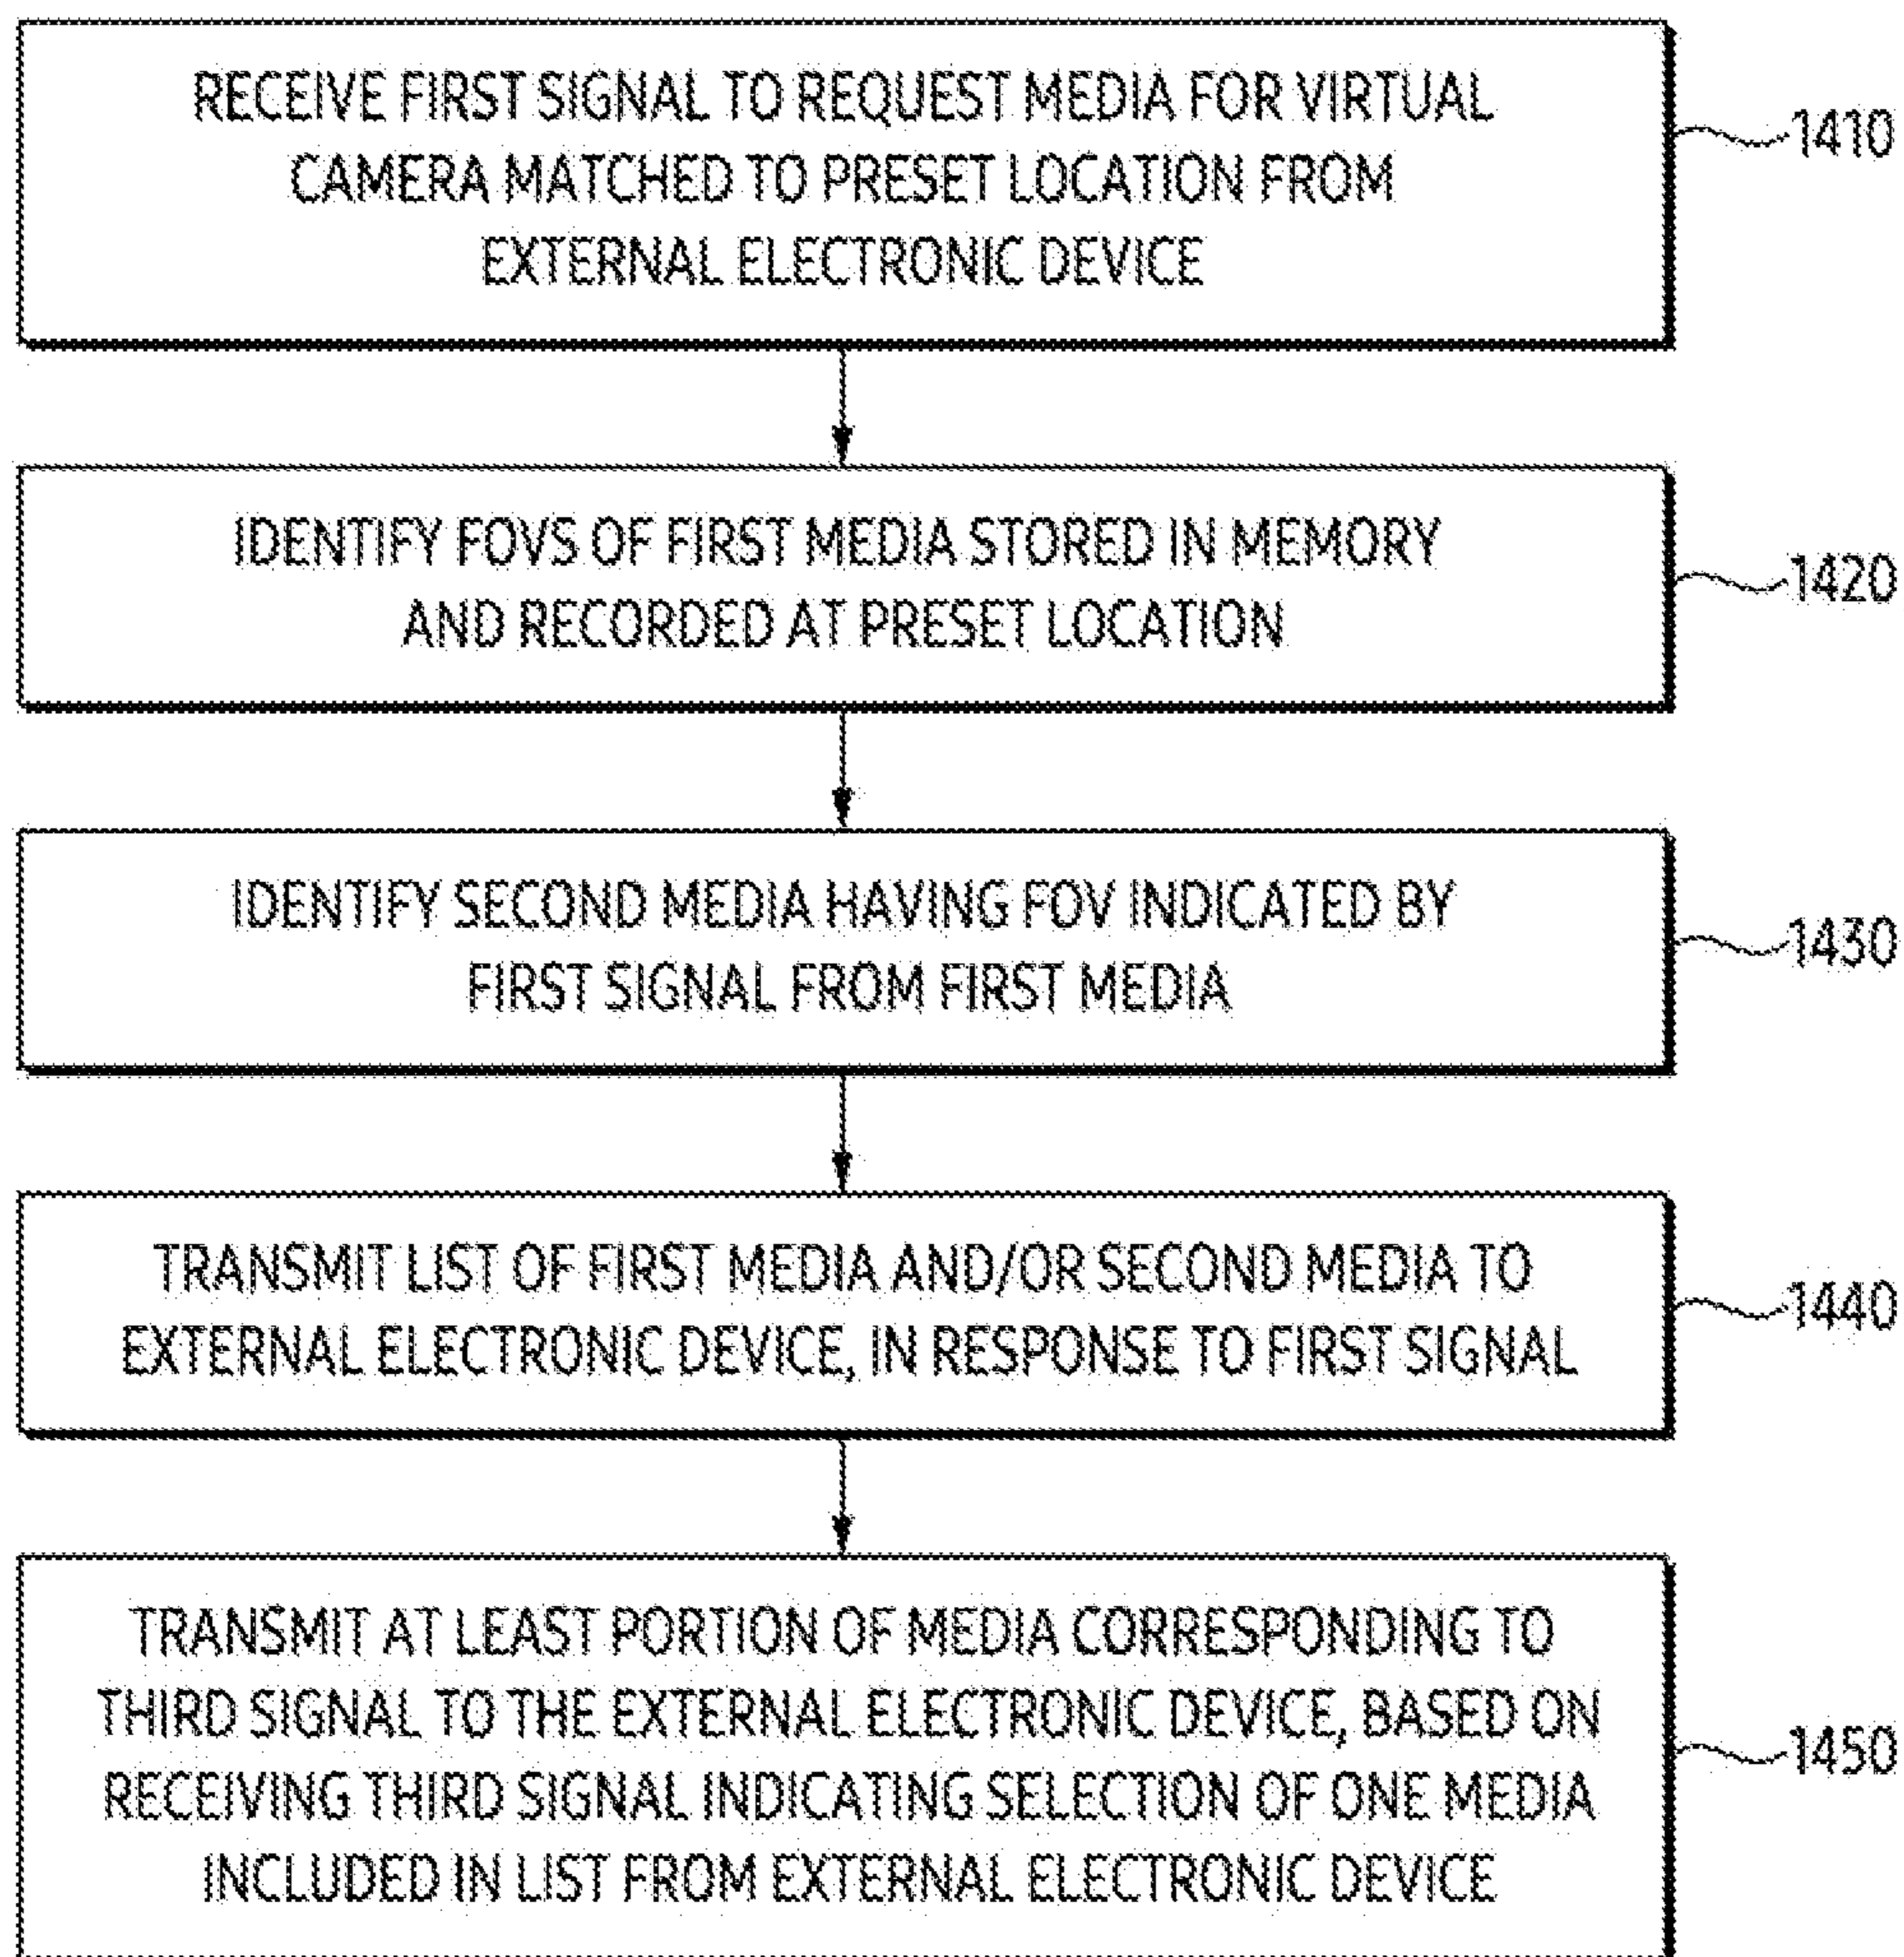 RECEIVE FIRST SIGNAL TO REQUEST MEDIA FOR VIRTUAL
CAMERA MATCHED TO PRESET LOCATION FROM
EXTERNAL ELECTRONIC DEVICE
1410
IDENTIFY FOVS OF FIRST MEDIA STORED IN MEMORY
AND RECORDED AT PRESET LOCATION
1420
IDENTIFY SECOND MEDIA HAVING FOV INDICATED BY
FIRST SIGNAL FROM FIRST MEDIA
1430
TRANSMIT LIST OF FIRST MEDIA AND/OR SECOND MEDIA TO
EXTERNAL ELECTRONIC DEVICE, IN RESPONSE TO FIRST SIGNAL
1440
TRANSMIT AT LEAST PORTION OF MEDIA CORRESPONDING TO
THIRD SIGNAL TO THE EXTERNAL ELECTRONIC DEVICE, BASED ON
RECEIVING THIRD SIGNAL INDICATING SELECTION OF ONE MEDIA
INCLUDED IN LIST FROM EXTERNAL ELECTRONIC DEVICE
1450